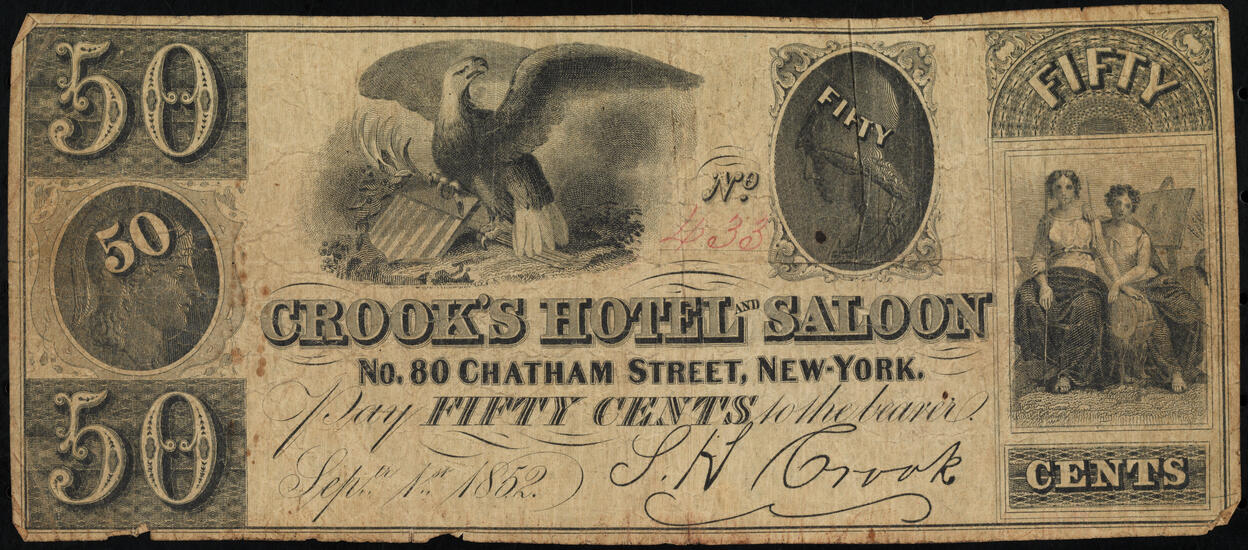 50
FIFTY
FIFTY
No. 433
50
CROOK'S HOTEL AND SALOON
No. 80 CHATHAM STREET, NEW-YORK.
Pay FIFTY CENTS to the bearer.
50
Sept. 1st 1852.
S. H Crook
CENTS